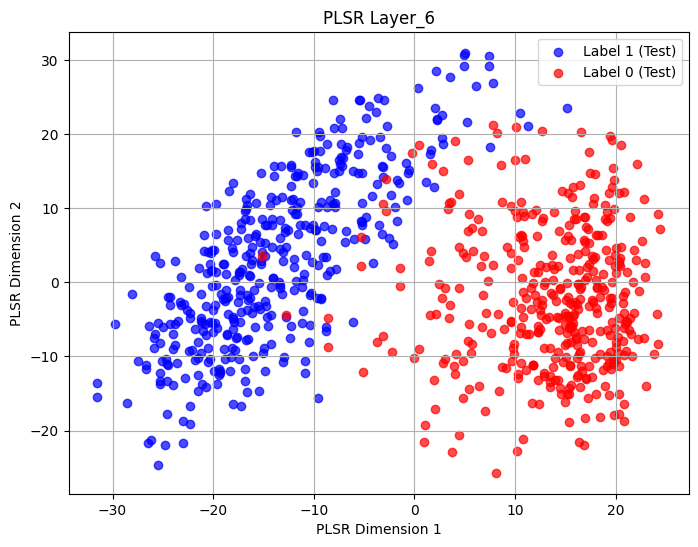 PLSR Layer_6
Label 1 (Test)
Label 0 (Test)
PLSR Dimension 2
30
20
10
0
−10
−20
−30
−20
−10
0
10
20
PLSR Dimension 1